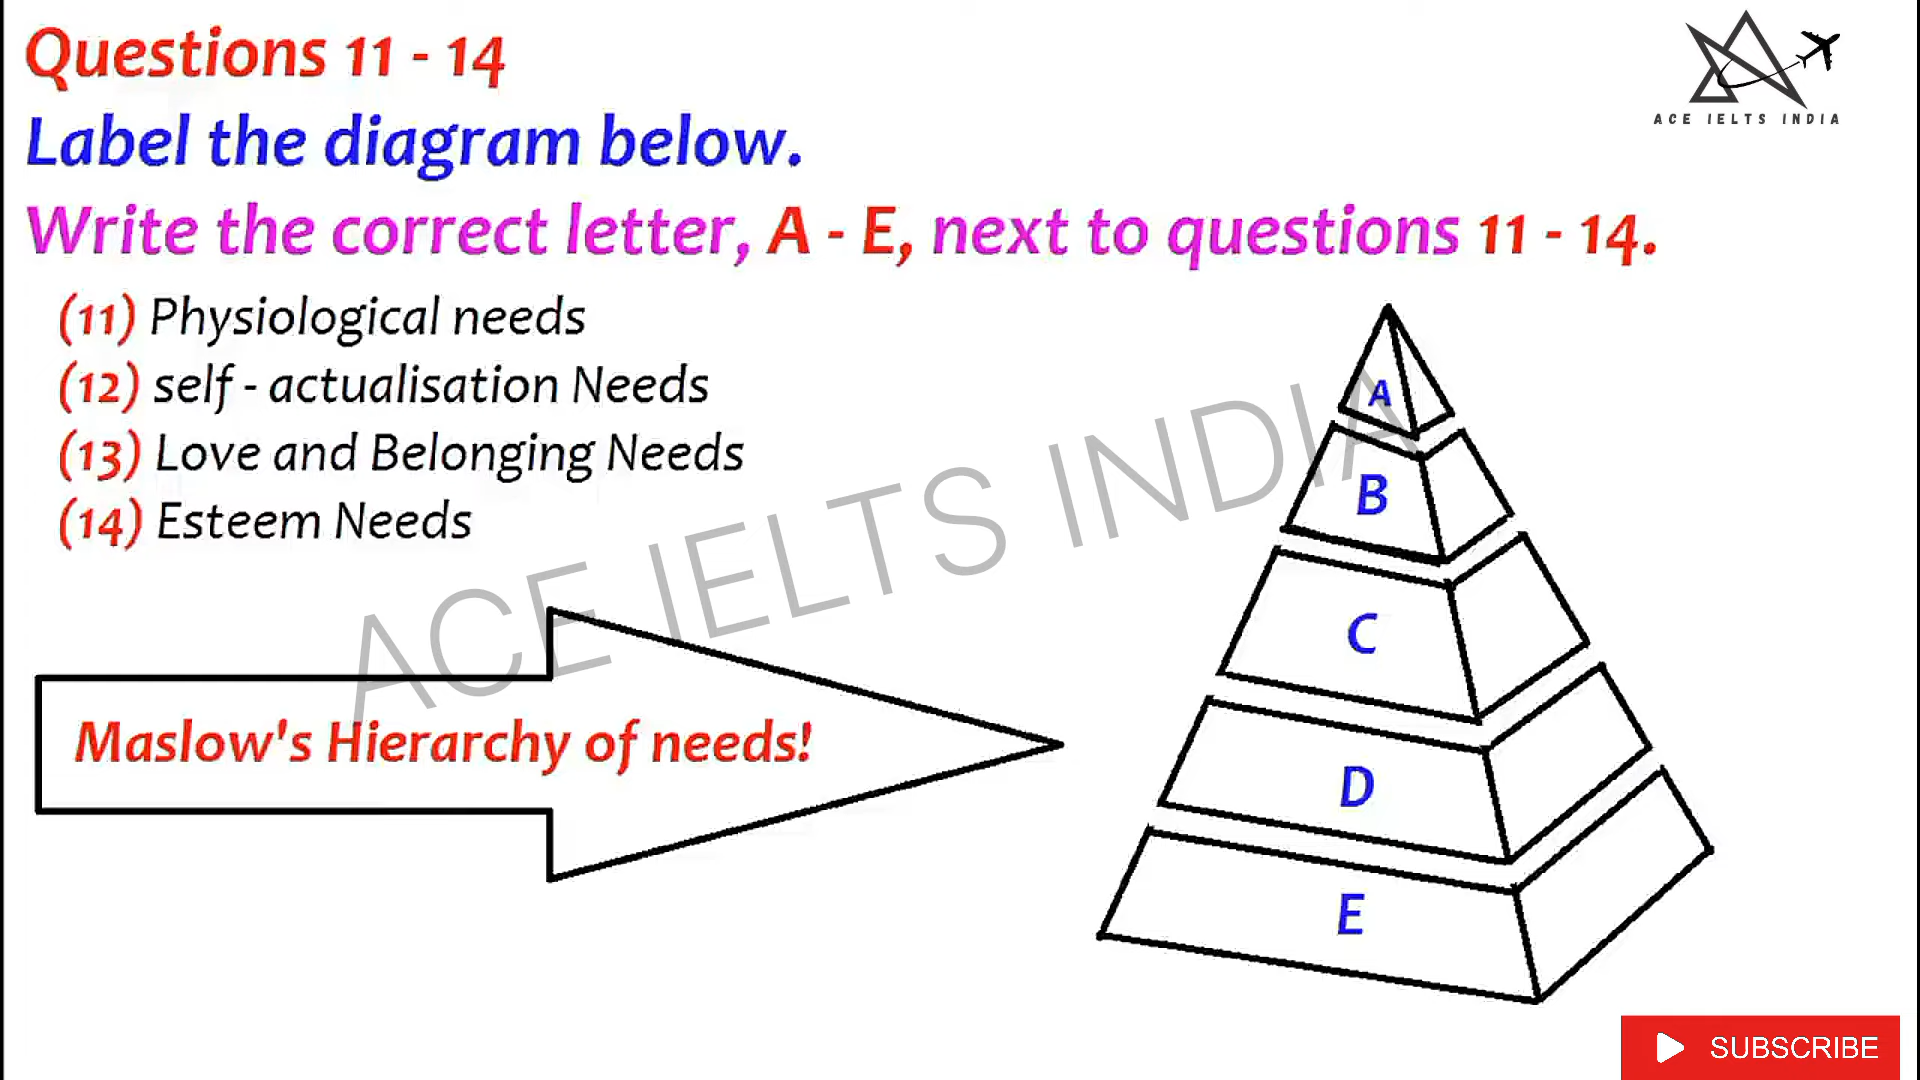 Questions 11 - 14
ACE IELTS INDIA
Label the diagram below.
Write the correct letter, A - E, next to questions 11 - 14.
(11) Physiological needs
(12) self - actualisation Needs
(13) Love and Belonging Needs
(14) Esteem Needs
A
B
C
D
E
ACE IELTS INDIA
Maslow's Hierarchy of needs!
SUBSCRIBE